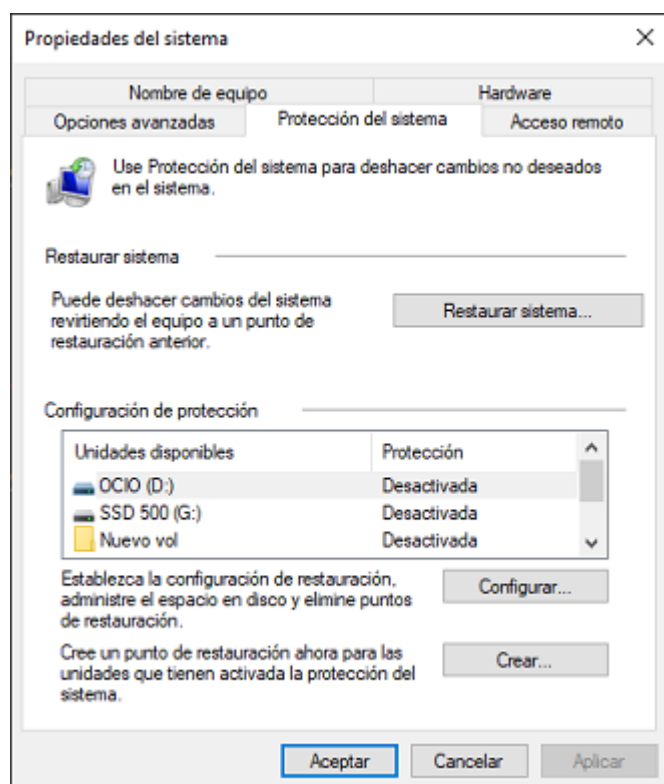 Propiedades del sistema
Nombre de equipo
Hardware
Opciones avanzadas
Protección del sistema
Acceso remoto
Use Protección del sistema para deshacer cambios no deseados
en el sistema.
Restaurar sistema
Puede deshacer cambios del sistema
revirtiendo el equipo a un punto de
restauración anterior.
Restaurar sistema...
Configuración de protección
Unidades disponibles
Protección
OCIO (D:)
Desactivada
SSD 500 (G:)
Desactivada
Nuevo vol
Desactivada
Establezca la configuración de restauración,
administre el espacio en disco y elimine puntos
de restauración.
Configurar...
Cree un punto de restauración ahora para las
unidades que tienen activada la protección del
sistema.
Crear...
Aceptar
Cancelar
Aplicar